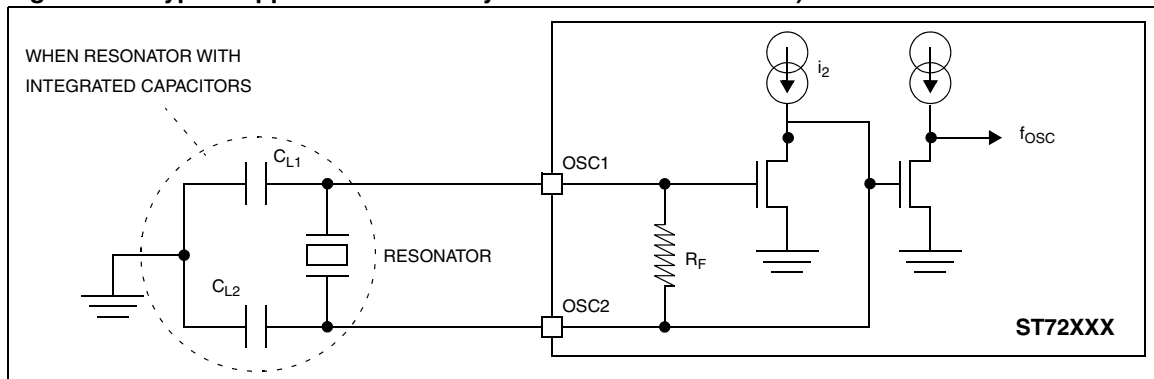 WHEN RESONATOR WITH
INTEGRATED CAPACITORS
i2
fOSC
CL1
OSC1
RESONATOR
RF
CL2
OSC2
ST72XXX